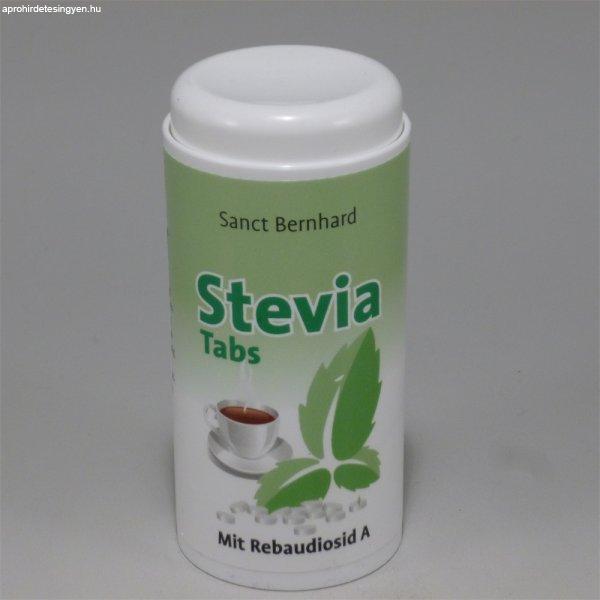 aprohirdetesingyen.hu
Sanct Bernhard
Stevia
Tabs
Mit Rebaudiosid A